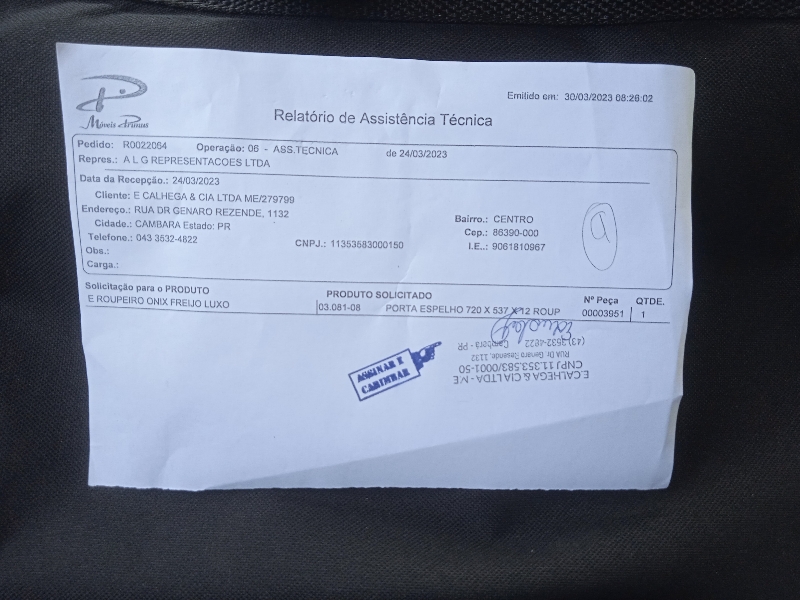 Móveis Arimus
Emilido em: 30/03/2023 08:26:02
Relatório de Assistência Técnica
Pedido: R0022064 Operação: 06 - ASS.TECNICA de 24/03/2023
Repres.: A L G REPRESENTACOES LTDA
Data da Recepção.: 24/03/2023
Cliente: E CALHEGA & CIA LTDA ME/279799
Endereço: RUA DR GENARO REZENDE, 1132 Bairro.: CENTRO
Cidade.: CAMBARA Estado: PR Cep.: 86390-000
Telefone.: 043 3532-4822 CNPJ.: 11353583000150 I.E..: 9061810967
Obs.:
Carga.:
a
Solicitação para o PRODUTO PRODUTO SOLICITADO Nº Peça QTDE.
E ROUPEIRO ONIX FREIJO LUXO 03.081-08 PORTA ESPELHO 720 X 537 X 12 ROUP 00003951 1
ASSINAR E
CARIMBAR
E.CALHEGA & CIA LTDA - ME
CNPJ 11.353.583/0001-50
RUA Dr. Genaro Resende, 1132
(43) 3532-4822 Cambará - PR